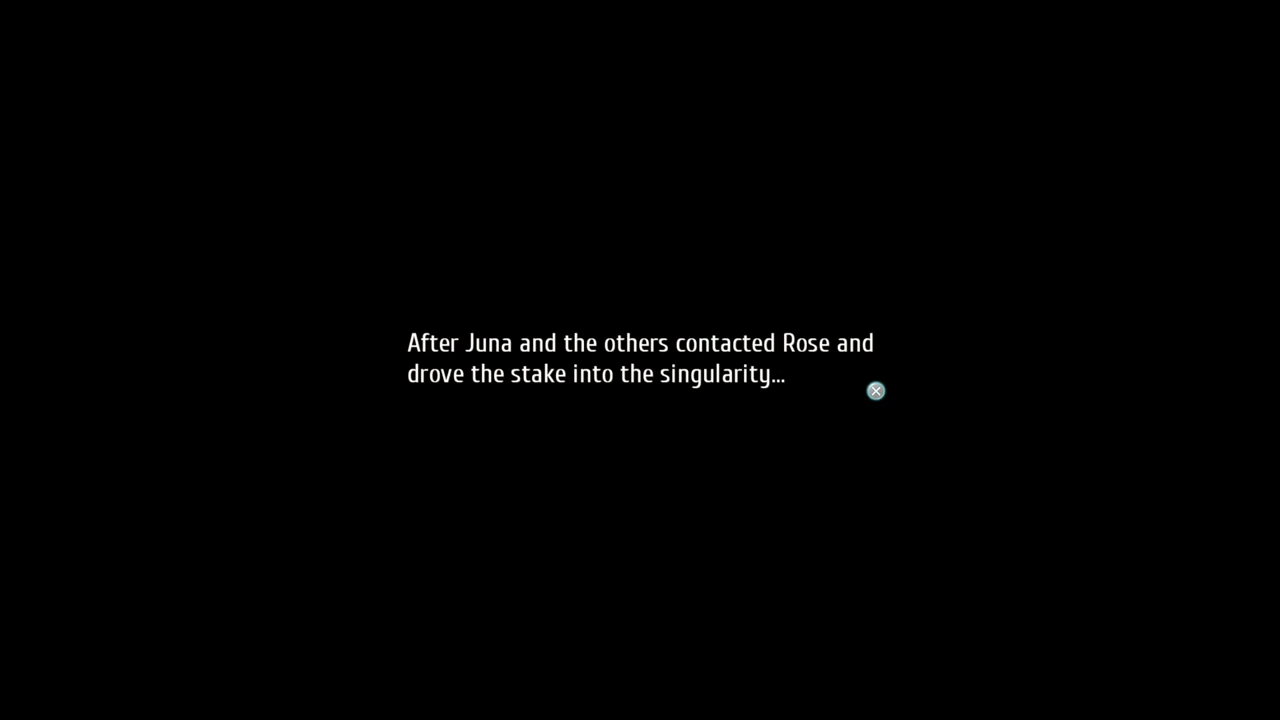 After Juna and the others contacted Rose and
drove the stake into the singularity...